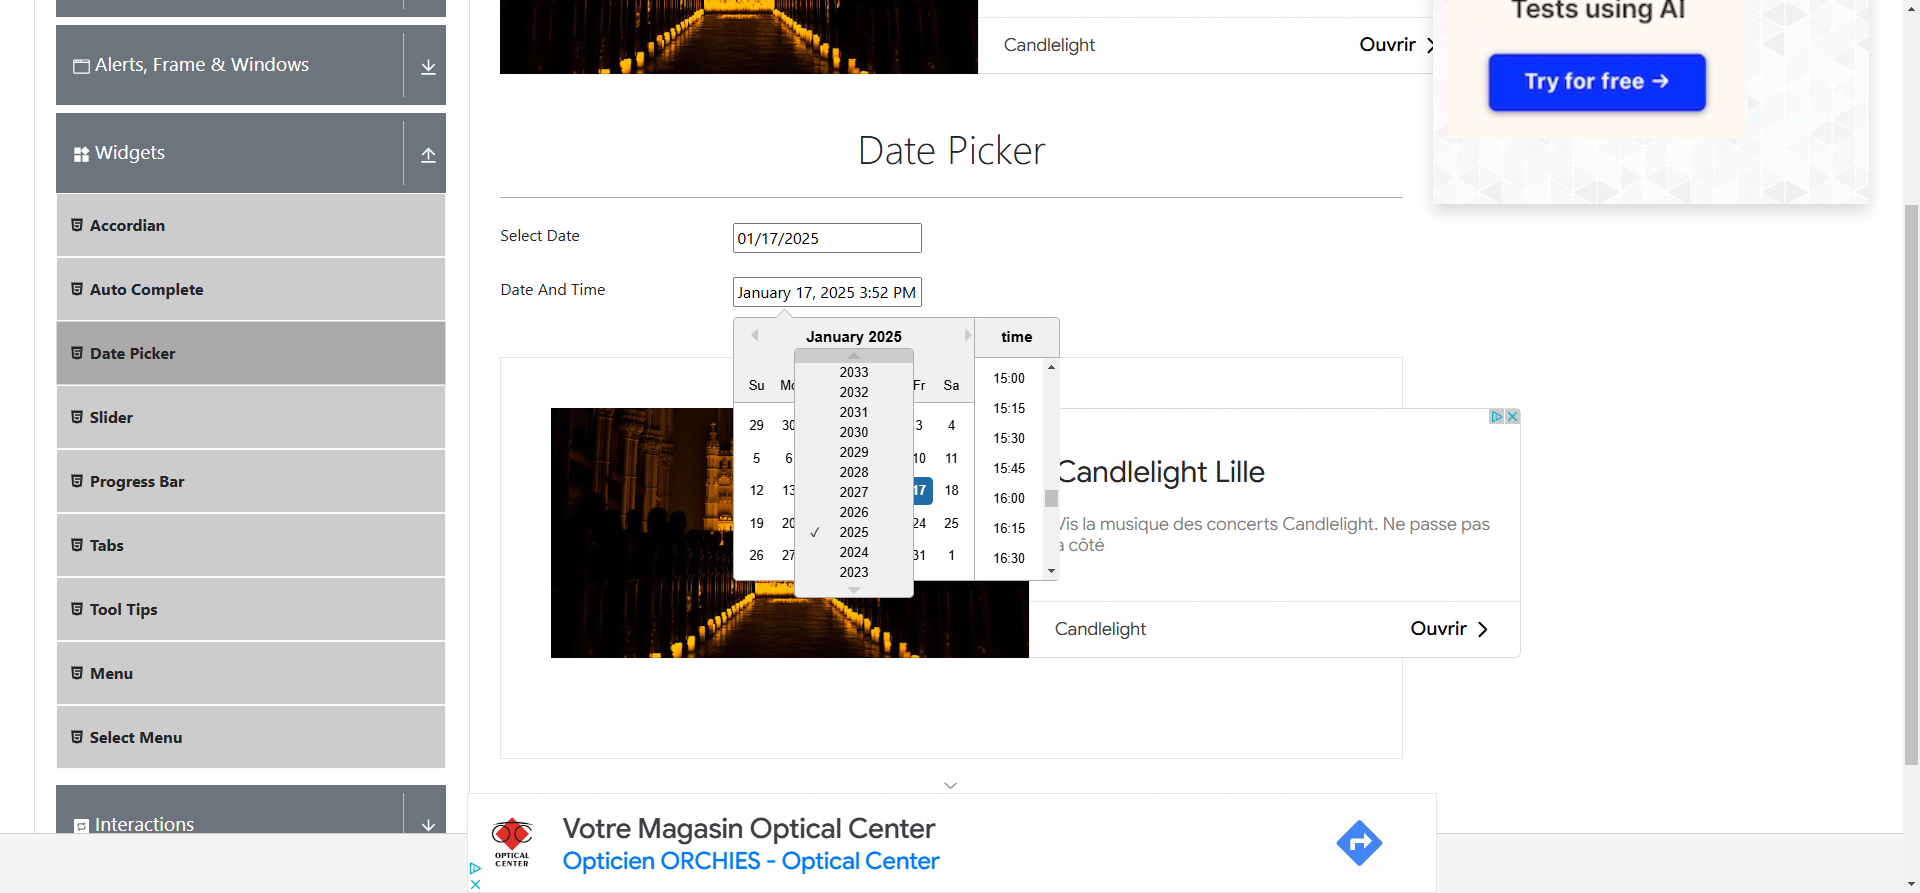 Alerts, Frame & Windows
Widgets
Accordian
Auto Complete
Date Picker
Slider
Progress Bar
Tabs
Tool Tips
Menu
Select Menu
Interactions
Candlelight
Ouvrir
Tests using AI
Try for free →
Date Picker
Select Date
01/17/2025
Date And Time
January 17, 2025 3:52 PM
January 2025
time
Su Mo Fr Sa
29 30 3 4
5 6 10 11
12 13 17 18
19 20 24 25
26 27 31 1
2033
2032
2031
2030
2029
2028
2027
2026
✓ 2025
2024
2023
15:00
15:15
15:30
15:45
16:00
16:15
16:30
Candlelight Lille
Vis la musique des concerts Candlelight. Ne passe pas
à côté
Candlelight
Ouvrir
OPTICAL
CENTER
Votre Magasin Optical Center
Opticien ORCHIES - Optical Center